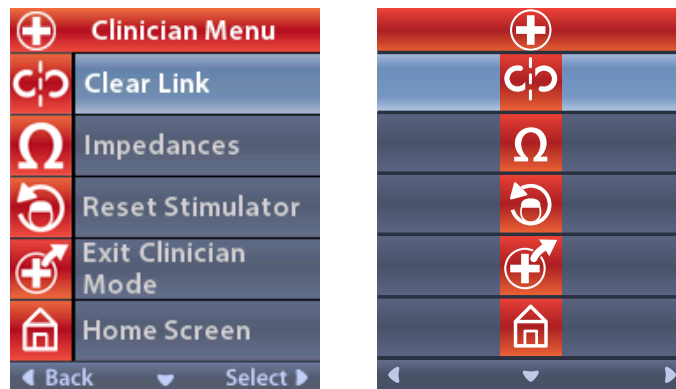 Clinician Menu
Clear Link
Impedances
Reset Stimulator
Exit Clinician
Mode
Home Screen
Back Select